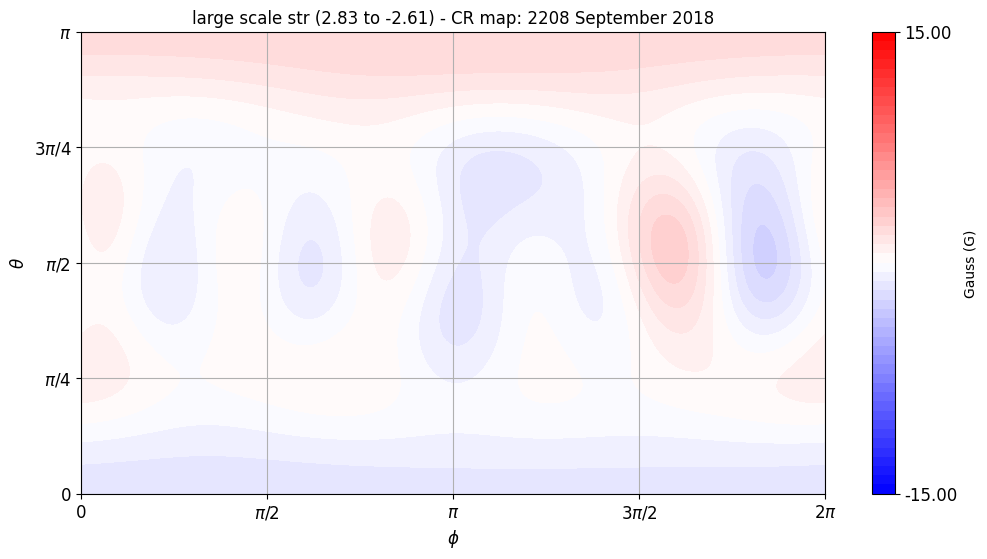 large scale str (2.83 to -2.61) - CR map: 2208 September 2018
π
3π/4
π/2
π/4
0
θ
0
π/2
π
3π/2
2π
ϕ
15.00
-15.00
Gauss (G)